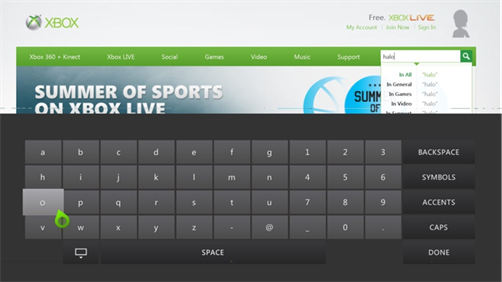 XBOX
Free. XBOX LIVE
My Account Join Now Sign In
Xbox 360 + Kinect Xbox LIVE Social Games Video Music Support halo
In All "halo"
In General "halo"
In Games "halo"
In Video "halo"
In Support "halo"
SUMMER OF SPORTS
ON XBOX LIVE
SUMM
OF
a b c d e f g 1 2 3 BACKSPACE
h i j k l m n 4 5 6 SYMBOLS
o p q r s t u 7 8 9 ACCENTS
v w x y z - @ _ 0 . CAPS
SPACE DONE